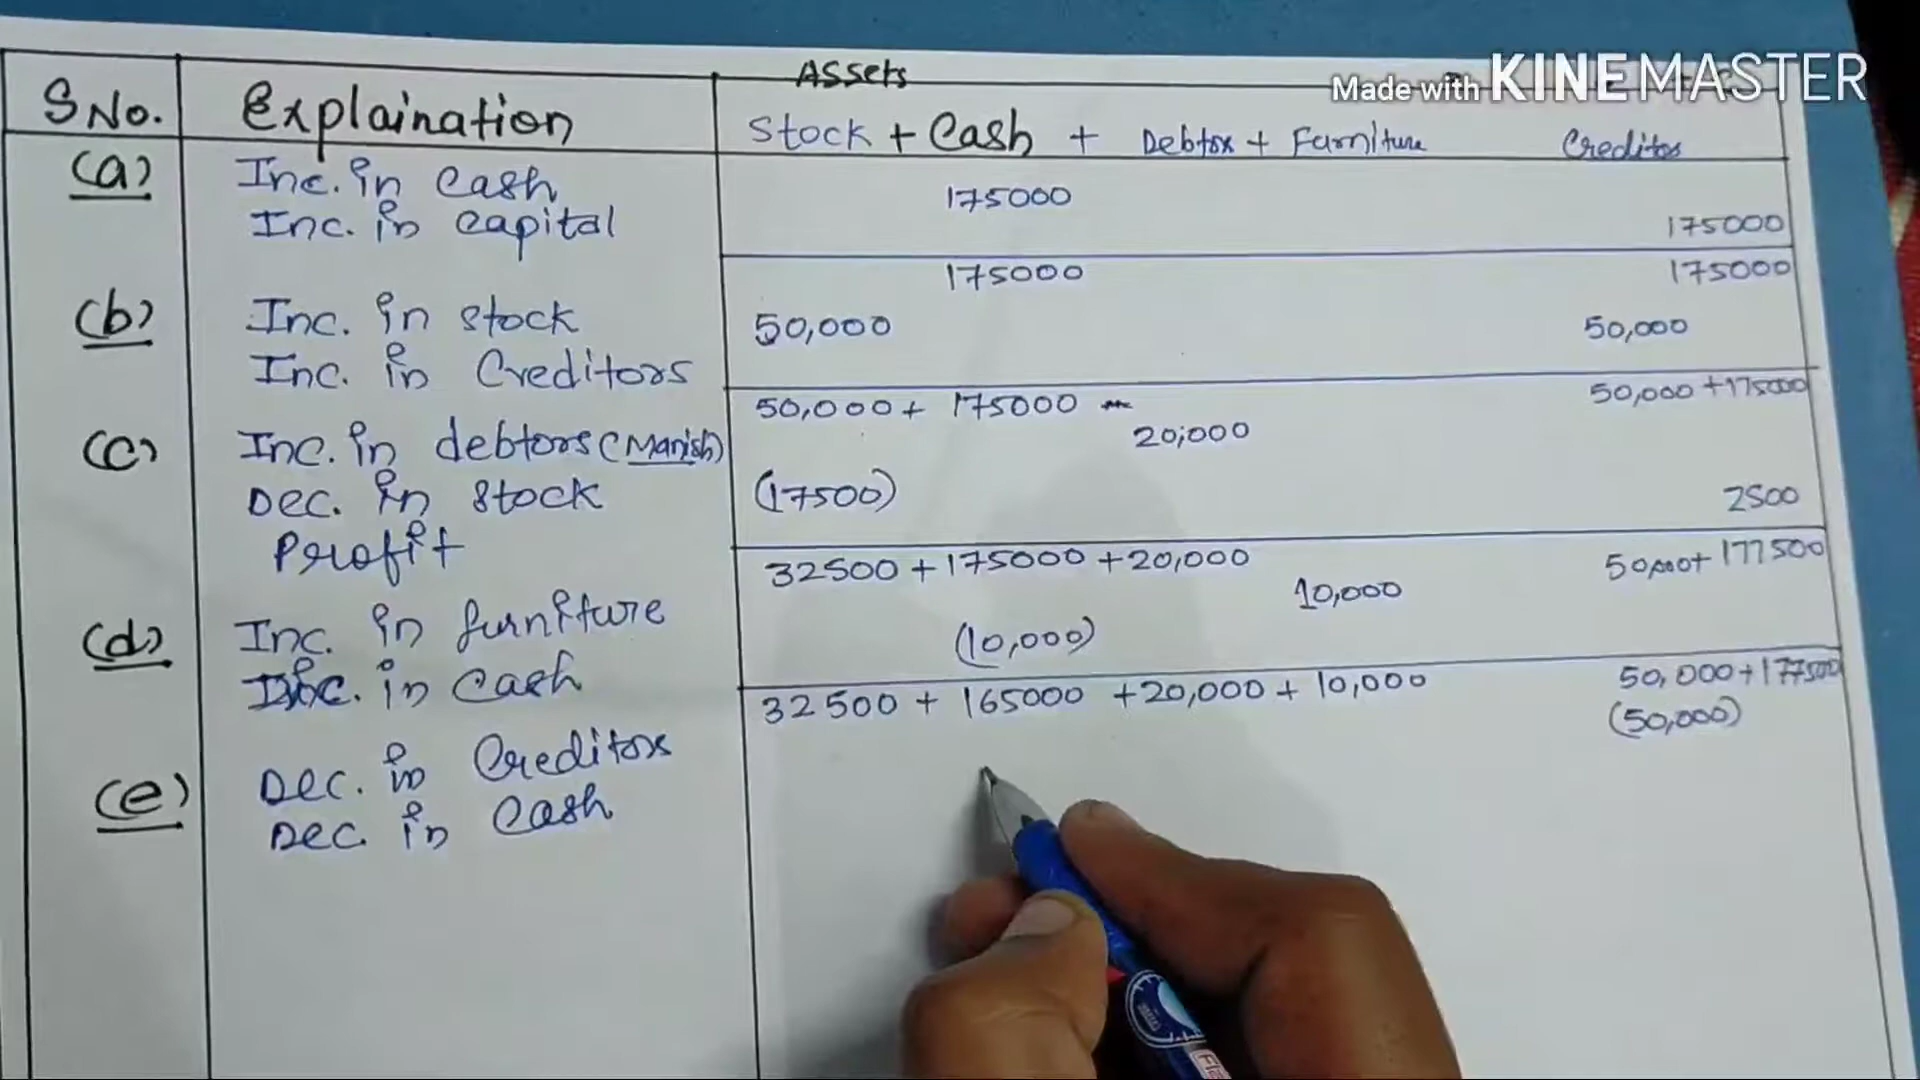 Made with KINEMASTER
Assets
S No. Explaination Stock + Cash + Debtox + Furniture Creditos
(a) Inc. in cash 175000
Inc. in capital 175000
175000 175000
(b) Inc. in stock 50,000 50,000
Inc. in Creditors
50,000 + 175000 50,000 + 175000
(c) Inc. in debtors (Manish) 20,000
Dec. in stock (17500) 2500
Profit
32500 + 175000 + 20,000 50,000 + 177500
(d) Inc. in furniture 10,000
Dec. in Cash (10,000)
32500 + 165000 + 20,000 + 10,000 50,000 + 177500
(50,000)
(e) Dec. in Creditox
Dec. in Cash